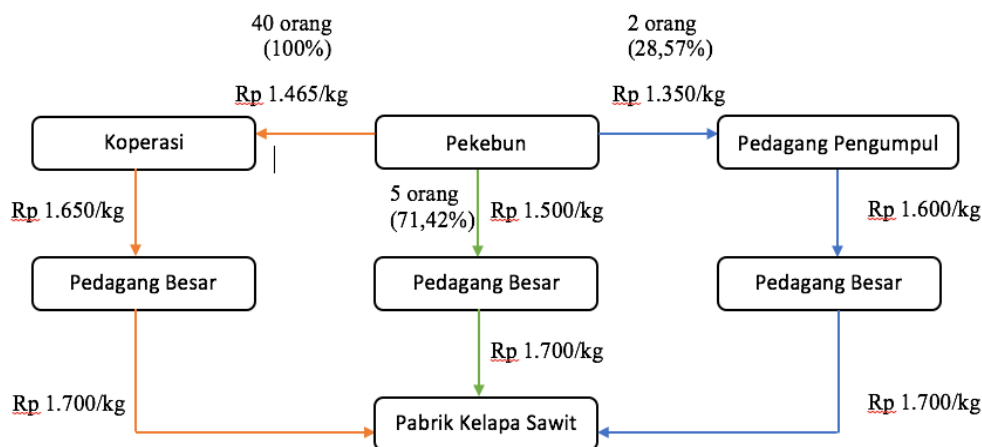 40 orang
(100%)
2 orang
(28,57%)
Rp 1.465/kg
Rp 1.350/kg
Koperasi
Pekebun
Pedagang Pengumpul
Rp 1.650/kg
5 orang
(71,42%)
Rp 1.500/kg
Rp 1.600/kg
Pedagang Besar
Pedagang Besar
Pedagang Besar
Rp 1.700/kg
Rp 1.700/kg
Rp 1.700/kg
Pabrik Kelapa Sawit